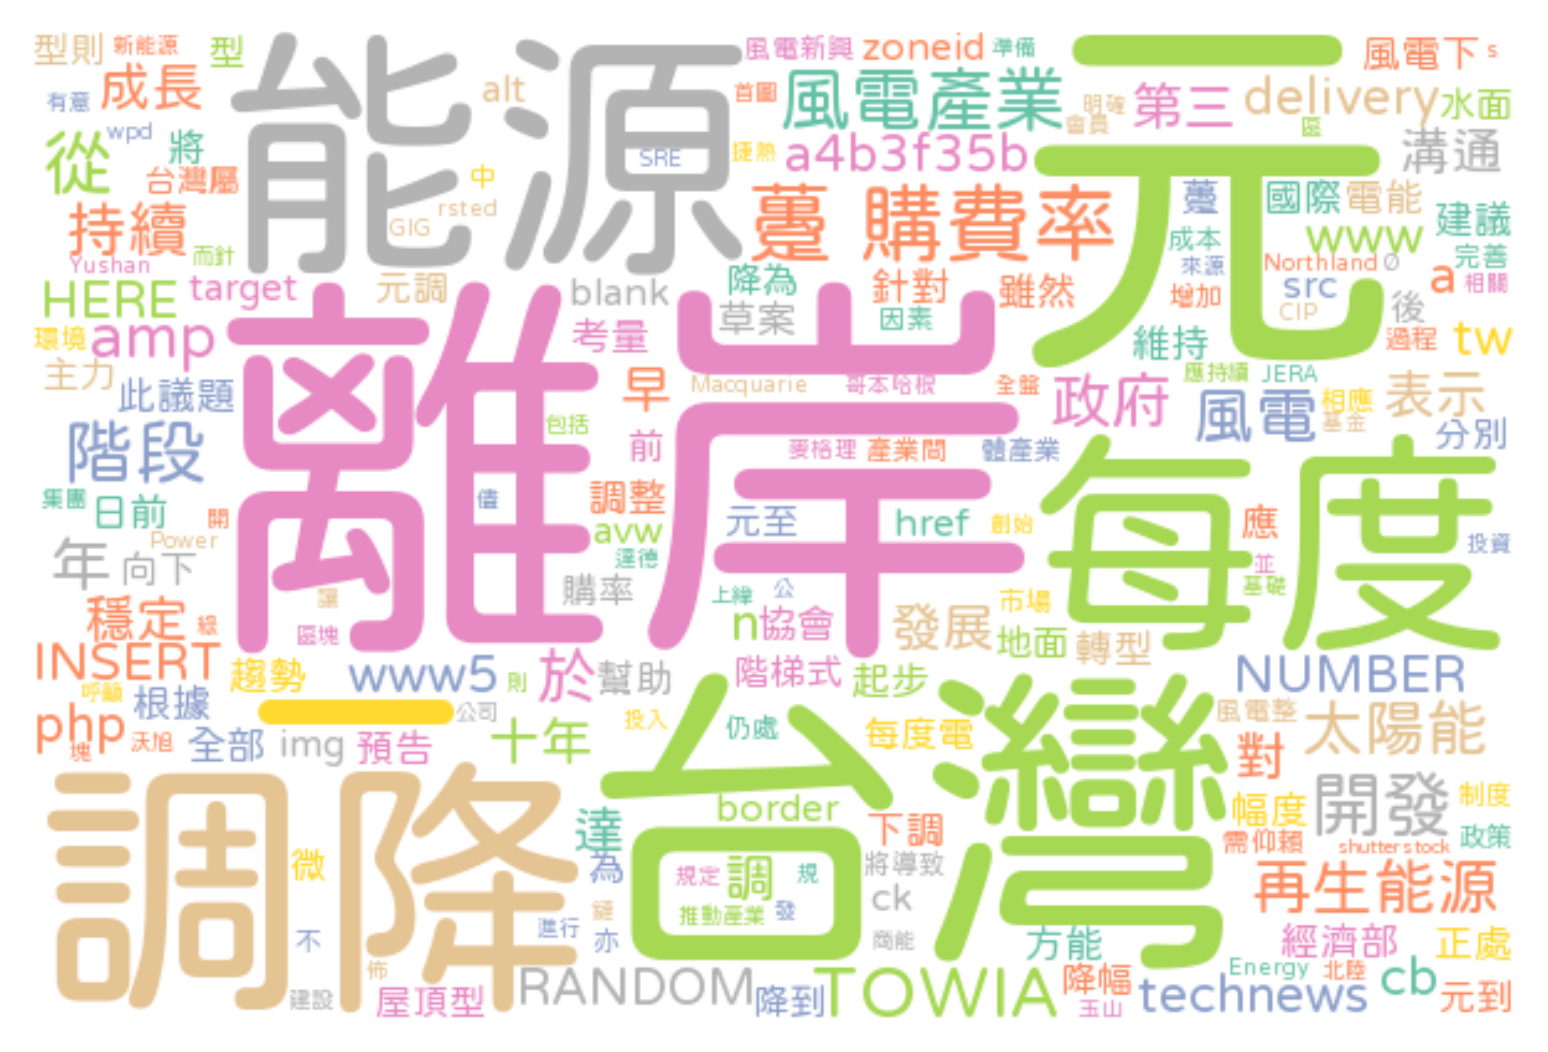 型則 新能源 型 能源 風電新興 zoneid 準備 一 風電下 s
有意 成長 alt 首圖 風電產業 明確 會員 第三 delivery 水面
從 wpd 將 SRE 捷熱 a4b3f35b 元 區 溝通
台灣屬 中 躉 購費率 躉 國際 電能 建議
持續 GIG rsted 成本 www 完善
Yushan 而針 來源 Northland Ø a 相關
HERE target 元調 blank 降為 針對 雖然 增加 src
環境 amp 離岸 考量 草案 因素 維持 CIP 後 過程 tw
主力 此議題 早 Macquarie 哥本哈根 全盤 政府 應持續 JERA 相應 表示
階段 包括 前 麥格理 產業間 體產業 風電 基金 分別
集團 日前 開 儘 調整 元至 href 創始 每度 應 投資
年 Power 向下 avw 達德 並
購率 公 基礎
讓 上緯 市場
穩定 綠 區塊 n 協會 發展 地面 轉型
INSERT 趨勢 www5 則 於 幫助 階梯式 起步 NUMBER
呼籲 根據 一 公司 投入 台灣 仍處 每度電 風電整 太陽能
php 塊 沃旭 全部 img 預告 十年 對
調降 border 開發 制度
微 達 下調 幅度 政策
為 規定 調 規 將導致 需仰賴 shutterstock
鏈 推動產業 發 ck 再生能源
不 進行 亦 商能 方能 經濟部 正處
佈 Energy 北陸
建設 屋頂型 RANDOM 降到 TOWIA 降幅 玉山 technews cb 元到